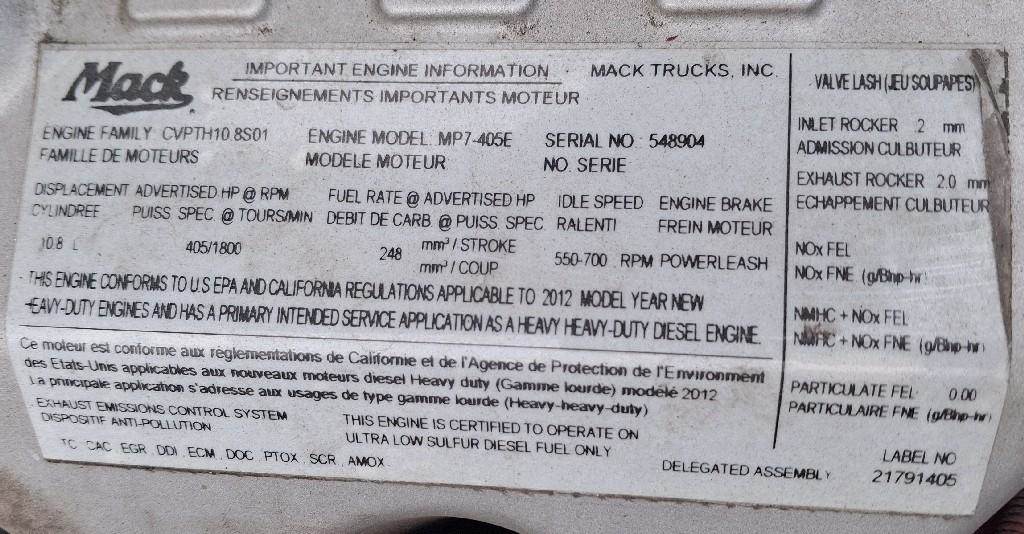 Mack
IMPORTANT ENGINE INFORMATION MACK TRUCKS, INC.
RENSEIGNEMENTS IMPORTANTS MOTEUR
ENGINE FAMILY CVPTH10.8S01 ENGINE MODEL: MP7-405E SERIAL NO: 548904
FAMILLE DE MOTEURS MODELE MOTEUR NO. SERIE
DISPLACEMENT ADVERTISED HP @ RPM FUEL RATE @ ADVERTISED HP IDLE SPEED ENGINE BRAKE
CYLINDREE PUISS SPEC. @ TOURS/MIN DEBIT DE CARB. @ PUISS. SPEC RALENTI FREIN MOTEUR
10.8 L 405/1800 248 mm³ / STROKE 550-700 RPM POWERLEASH
mm³ / COUP
THIS ENGINE CONFORMS TO U.S EPA AND CALIFORNIA REGULATIONS APPLICABLE TO 2012 MODEL YEAR NEW
EAVY-DUTY ENGINES AND HAS A PRIMARY INTENDED SERVICE APPLICATION AS A HEAVY HEAVY-DUTY DIESEL ENGINE.
Ce moteur est conforme aux réglementations de Californie et de l'Agence de Protection de l'Environment
des Etats-Unis applicables aux nouveaux moteurs diesel Heavy duty (Gamme lourde) modèle 2012
La principale application s'adresse aux usages de type gamme lourde (Heavy-heavy-duty)
EXHAUST EMISSIONS CONTROL SYSTEM THIS ENGINE IS CERTIFIED TO OPERATE ON
DISPOSITIF ANTI-POLLUTION ULTRA LOW SULFUR DIESEL FUEL ONLY
TC CAC EGR DDI ECM DOC PTOX SCR AMOX
DELEGATED ASSEMBLY
VALVE LASH (JEU SOUPAPES)
INLET ROCKER .2 mm
ADMISSION CULBUTEUR
EXHAUST ROCKER 2.0 mm
ECHAPPEMENT CULBUTEUR
NOx FEL
NOx FNE (g/Bhp-hr)
NMHC + NOx FEL
NMHC + NOx FNE (g/Bhp-hr)
PARTICULATE FEL 0.00
PARTICULAIRE FNE (g/Bhp-hr)
LABEL NO
21791405